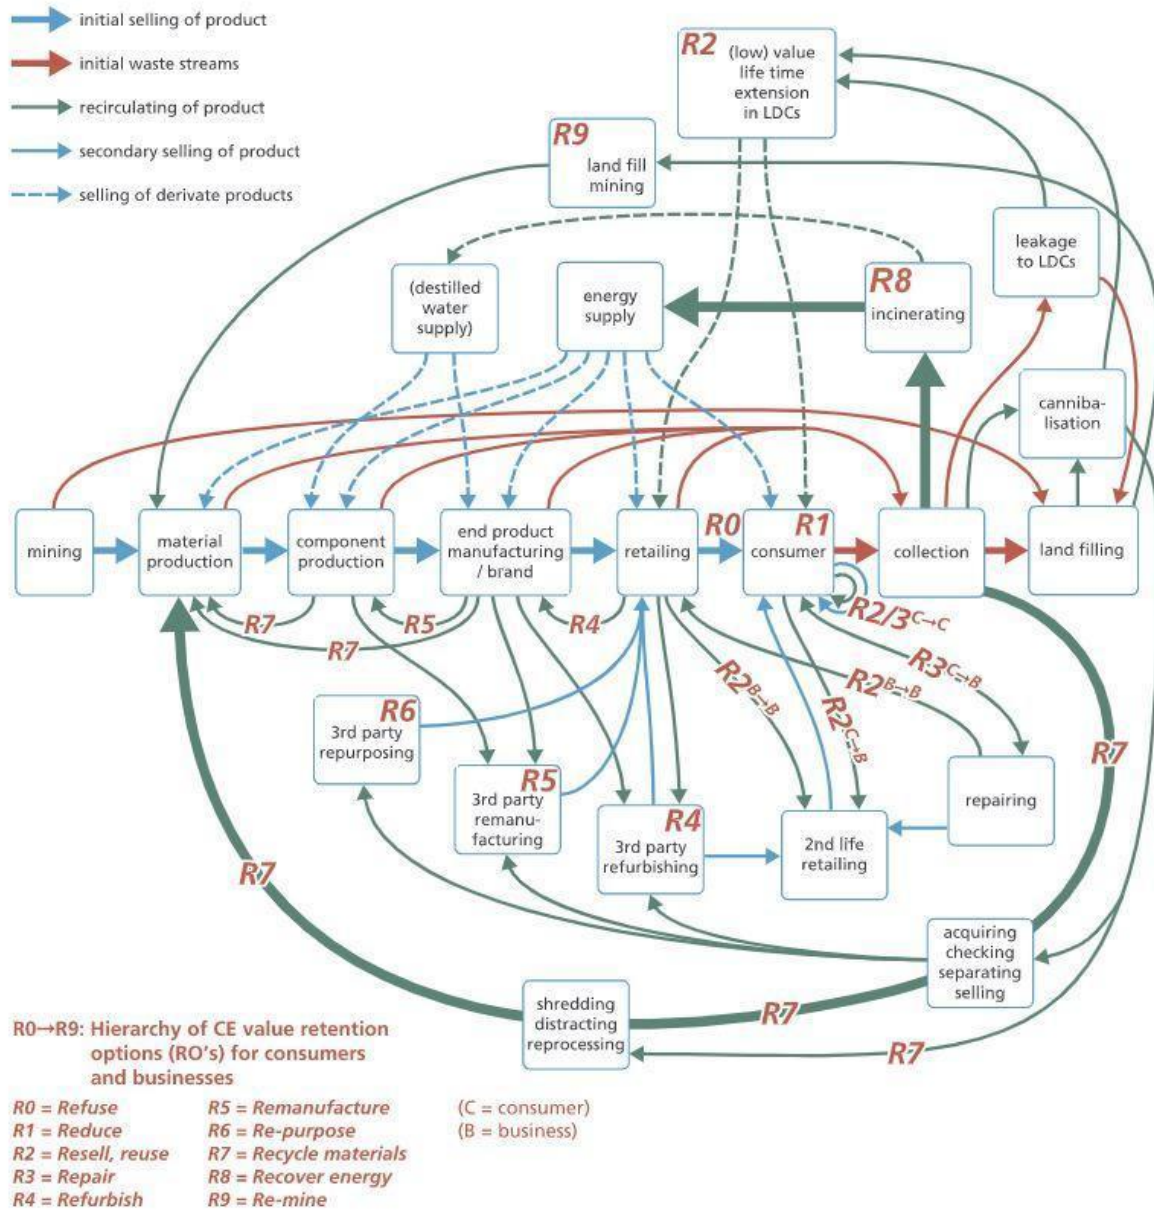 initial selling of product
initial waste streams
recirculating of product
secondary selling of product
selling of derivate products
R2
(low) value
life time
extension
in LDCs
R9
land fill
mining
leakage
to LDCs
(destilled
water
supply)
energy
supply
R8
incinerating
canniba-
lisation
mining
material
production
component
production
end product
manufacturing
/ brand
retailing
R0
R1
consumer
collection
land filling
R7
R5
R7
R4
R2/3 C→C
R3 C→B
R2 B→B
R2 B→B
R2 C→B
R6
3rd party
repurposing
R5
3rd party
remanu-
facturing
R4
3rd party
refurbishing
2nd life
retailing
repairing
R7
R7
acquiring
checking
separating
selling
shredding
distracting
reprocessing
R7
R7
R0→R9: Hierarchy of CE value retention
options (RO's) for consumers
and businesses
R0 = Refuse
R1 = Reduce
R2 = Resell, reuse
R3 = Repair
R4 = Refurbish
R5 = Remanufacture
R6 = Re-purpose
R7 = Recycle materials
R8 = Recover energy
R9 = Re-mine
(C = consumer)
(B = business)